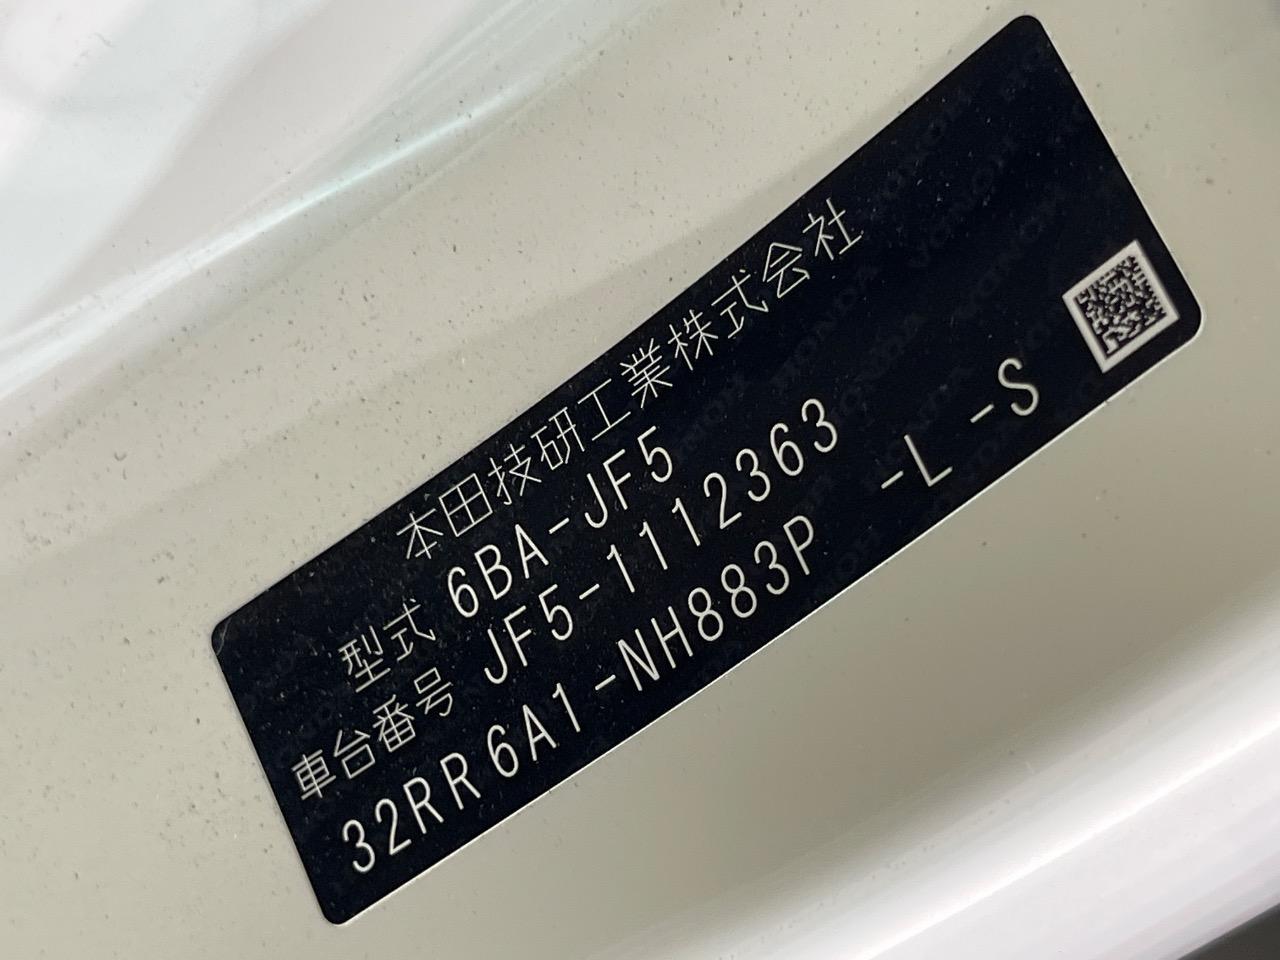 本田技研工業株式会社
型式 6BA-JF5
車台番号 JF5-1112363
32RR6A1-NH883P -L -S